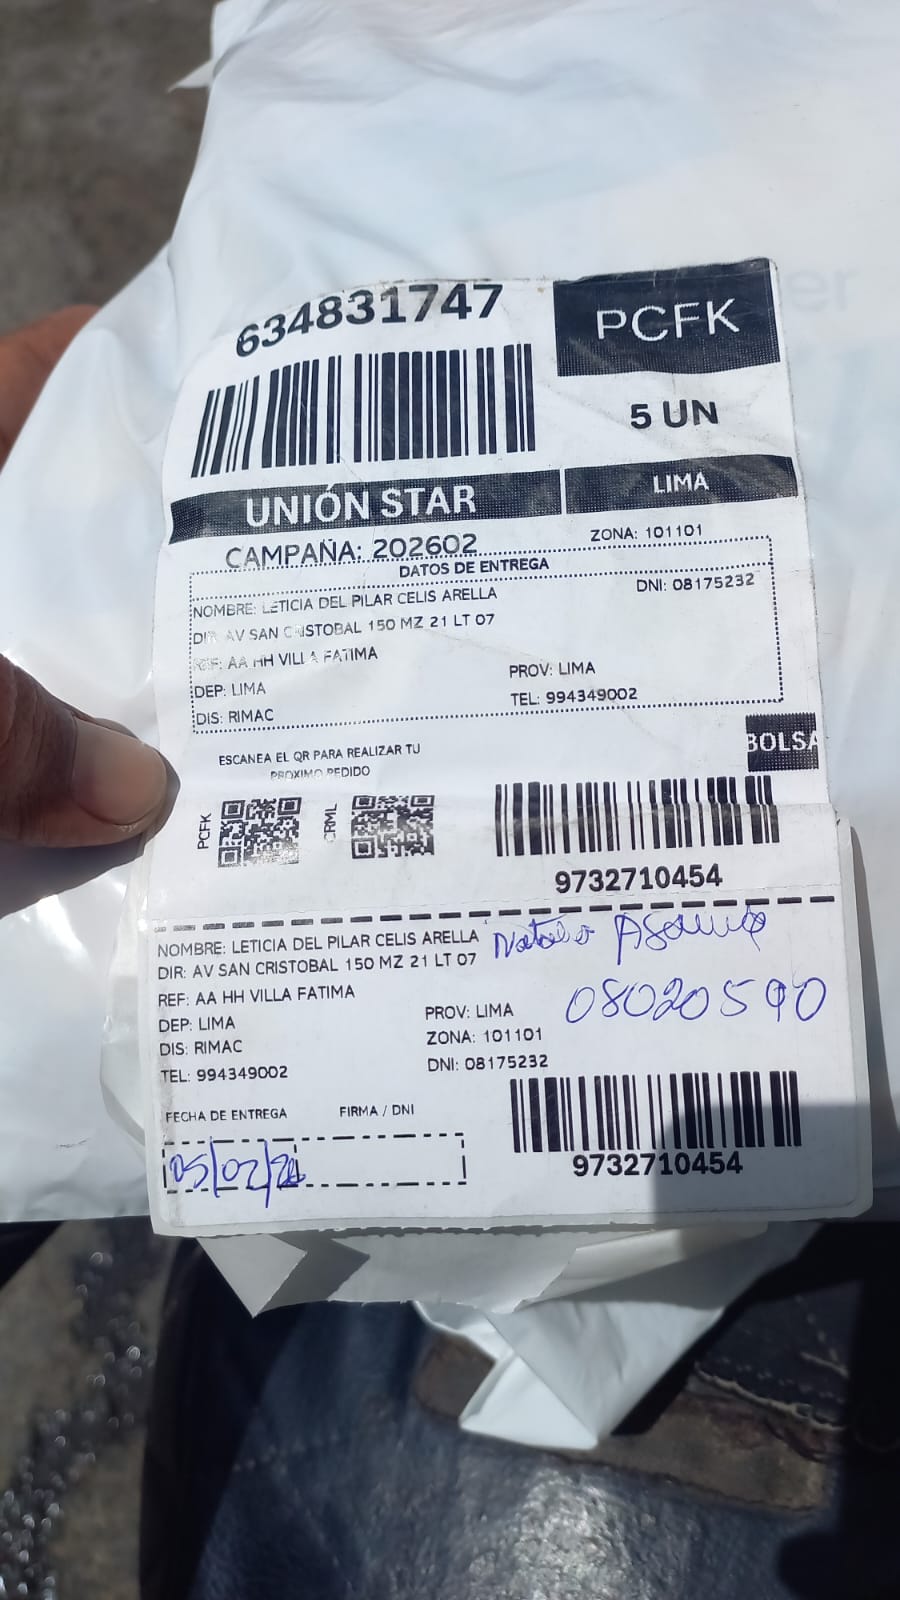 634831747
PCFK
5 UN
UNIÓN STAR
LIMA
CAMPAÑA: 202602
ZONA: 101101
DATOS DE ENTREGA
NOMBRE: LETICIA DEL PILAR CELIS ARELLA
DNI: 08175232
DIR: AV SAN CRISTOBAL 150 MZ 21 LT 07
REF: AA HH VILLA FATIMA
DEP: LIMA
PROV: LIMA
DIS: RIMAC
TEL: 994349002
BOLSA
ESCANEA EL QR PARA REALIZAR TU
PROXIMO PEDIDO
PCFK
CRML
9732710454
NOMBRE: LETICIA DEL PILAR CELIS ARELLA
DIR: AV SAN CRISTOBAL 150 MZ 21 LT 07
REF: AA HH VILLA FATIMA
08020590
DEP: LIMA
PROV: LIMA
DIS: RIMAC
ZONA: 101101
TEL: 994349002
DNI: 08175232
FECHA DE ENTREGA
FIRMA / DNI
05/02/26
9732710454